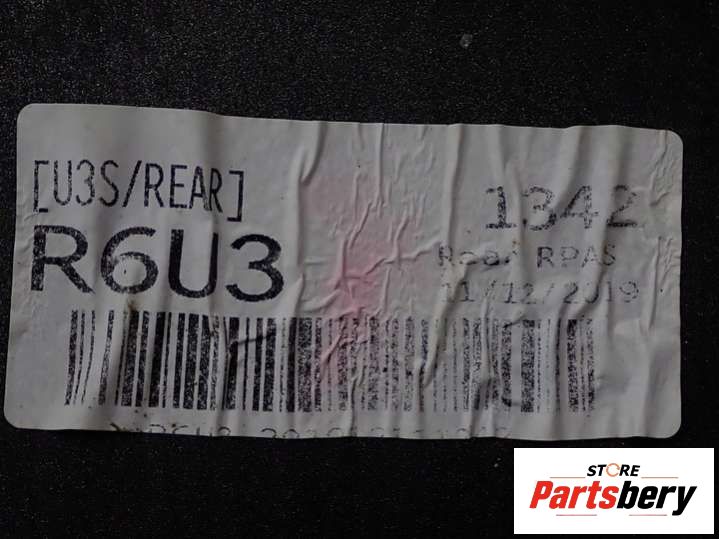 [U3S/REAR]
1342
R6U3
Rear RPAS
11/12/2019
STORE
Partsbery